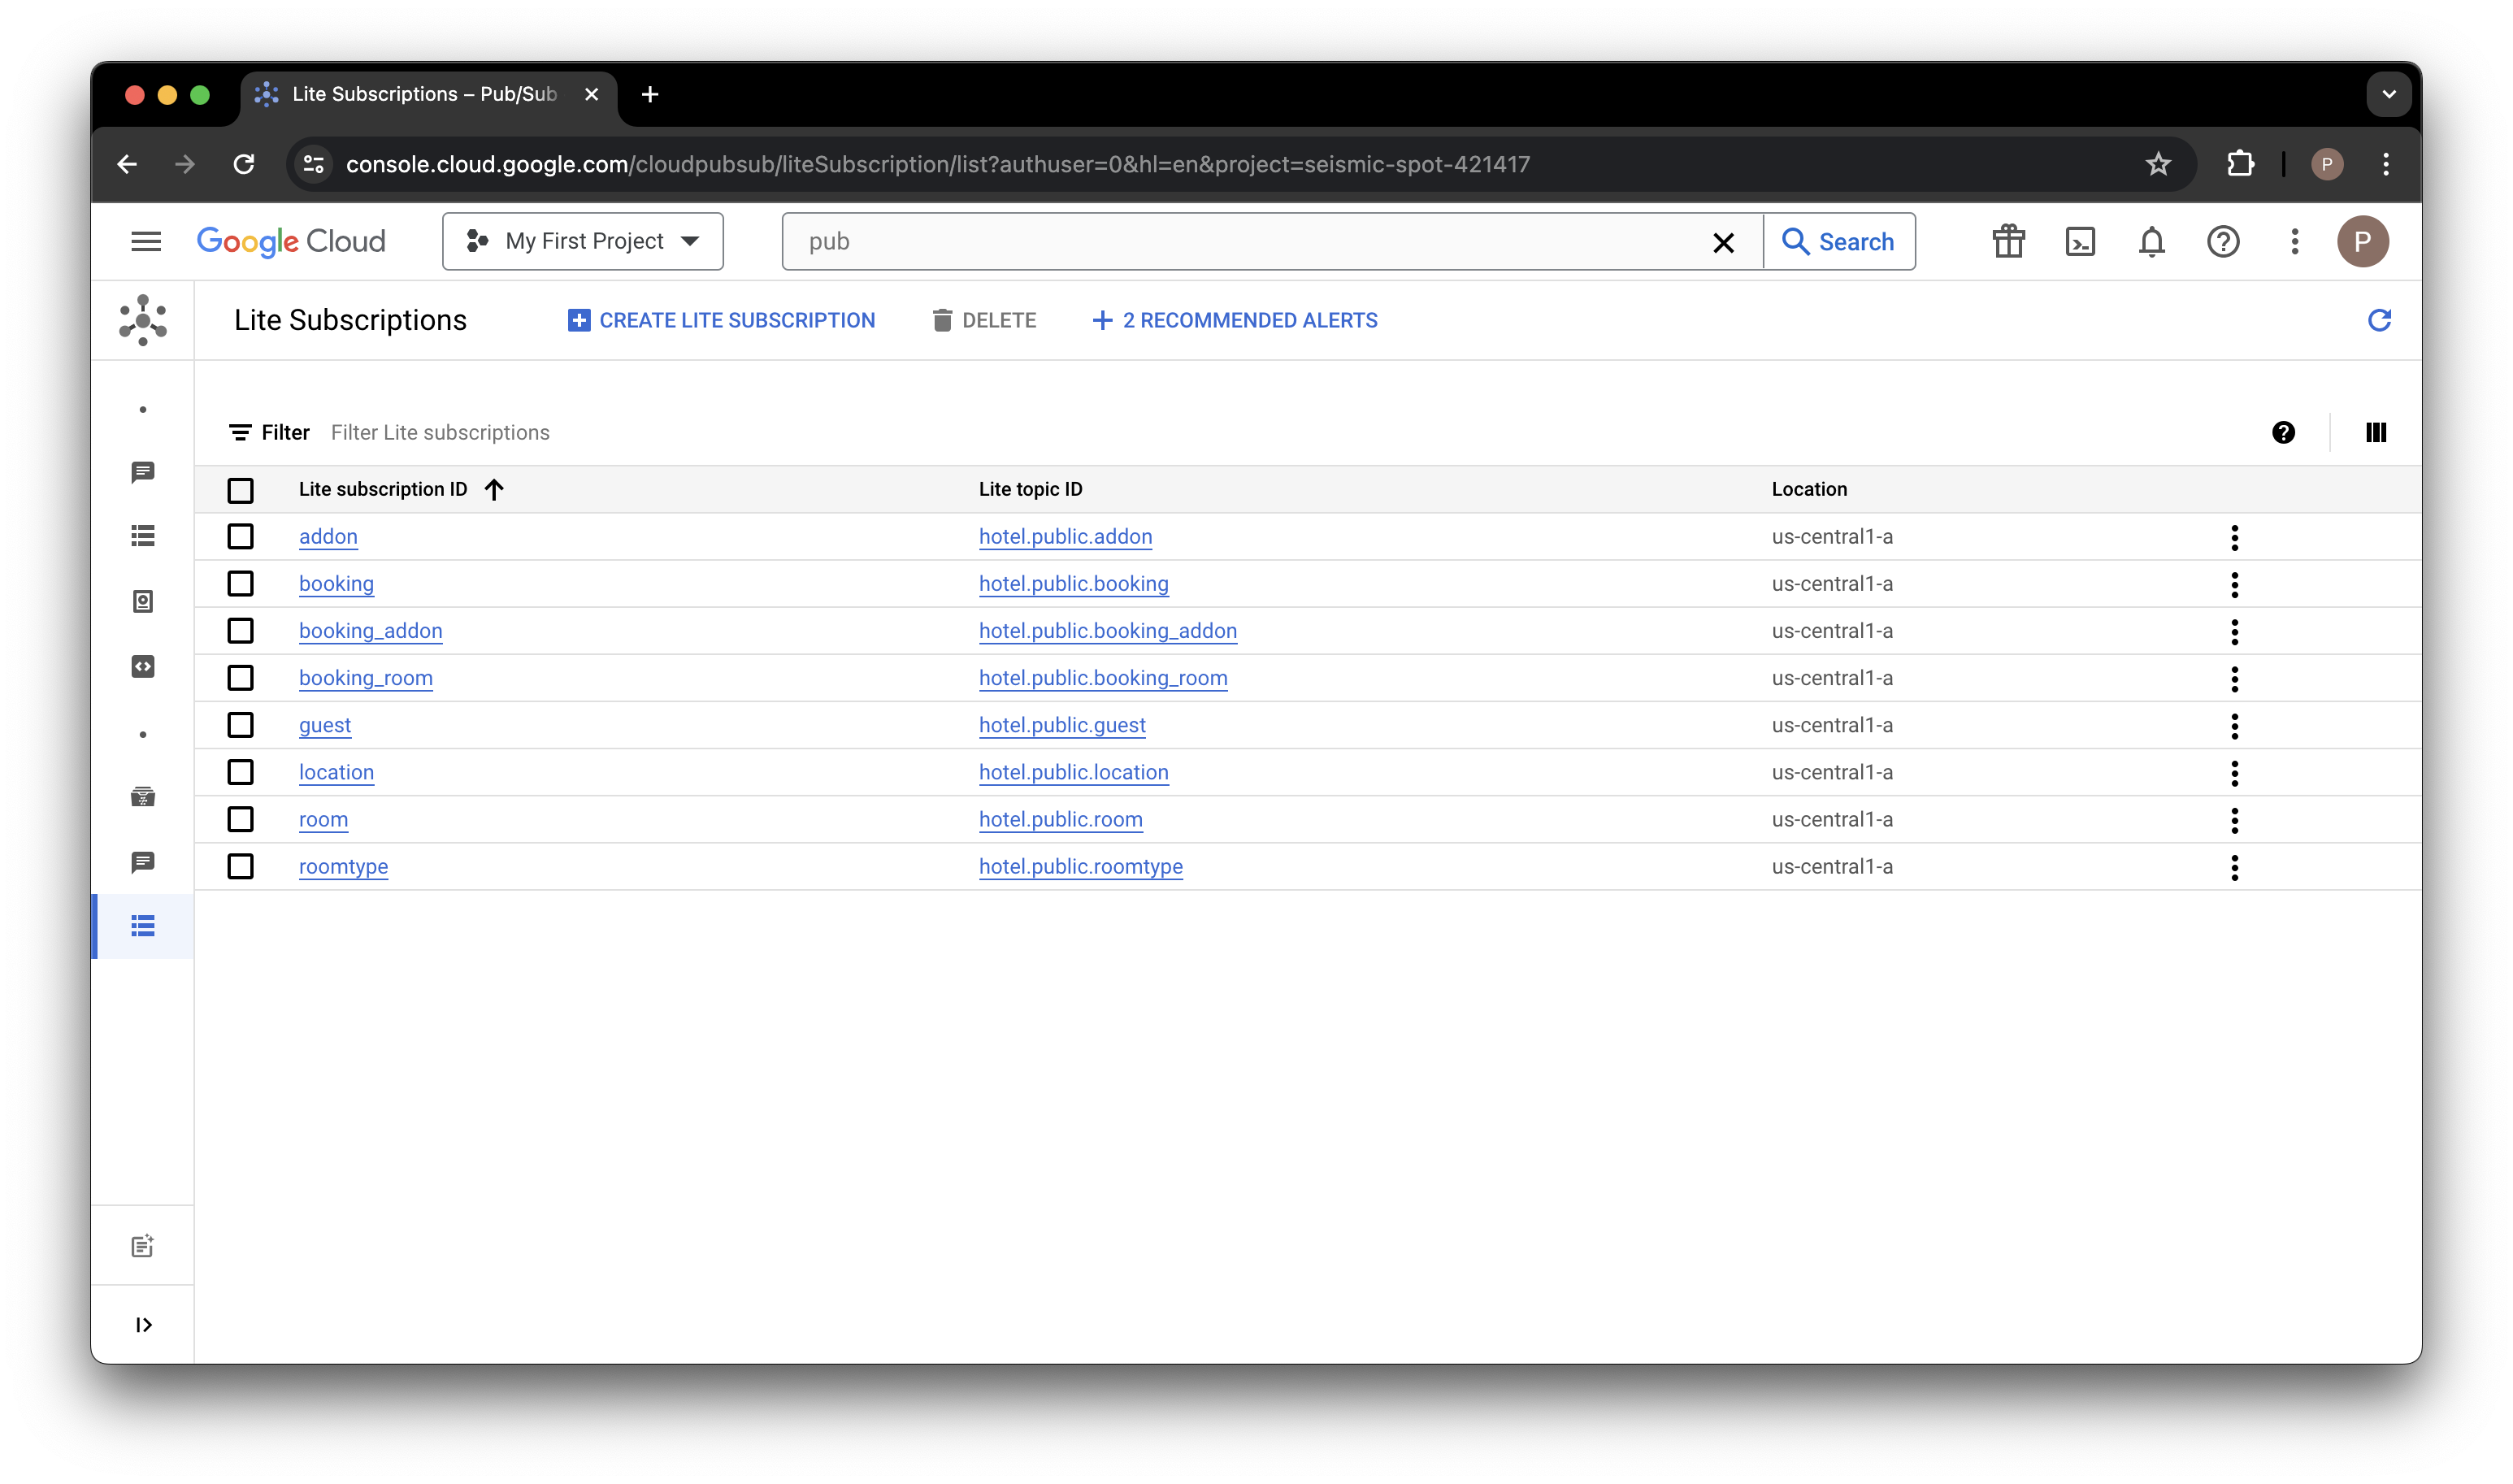 Lite Subscriptions – Pub/Sub
console.cloud.google.com/cloudpubsub/liteSubscription/list?authuser=0&hl=en&project=seismic-spot-421417
P
Google Cloud
My First Project
pub
Search
P
Lite Subscriptions
CREATE LITE SUBSCRIPTION
DELETE
2 RECOMMENDED ALERTS
Filter Filter Lite subscriptions
Lite subscription ID Lite topic ID Location
addon hotel.public.addon us-central1-a
booking hotel.public.booking us-central1-a
booking_addon hotel.public.booking_addon us-central1-a
booking_room hotel.public.booking_room us-central1-a
guest hotel.public.guest us-central1-a
location hotel.public.location us-central1-a
room hotel.public.room us-central1-a
roomtype hotel.public.roomtype us-central1-a